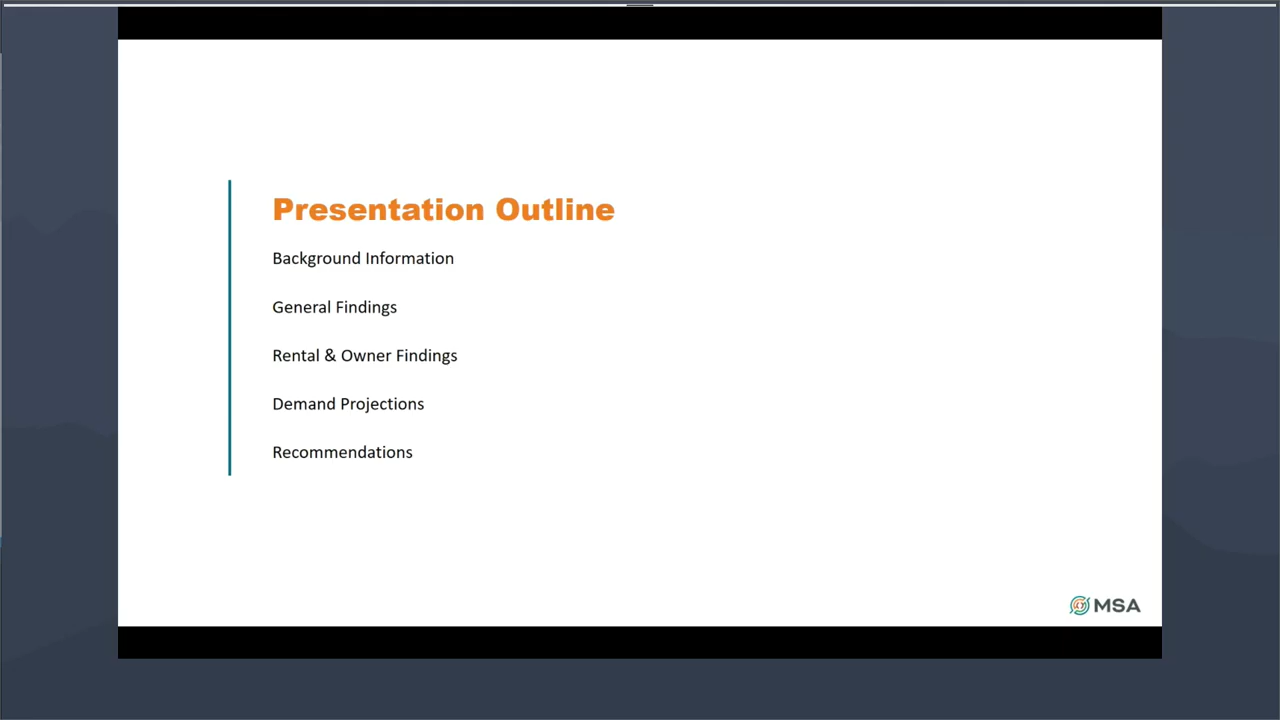 Presentation Outline
Background Information
General Findings
Rental & Owner Findings
Demand Projections
Recommendations
MSA